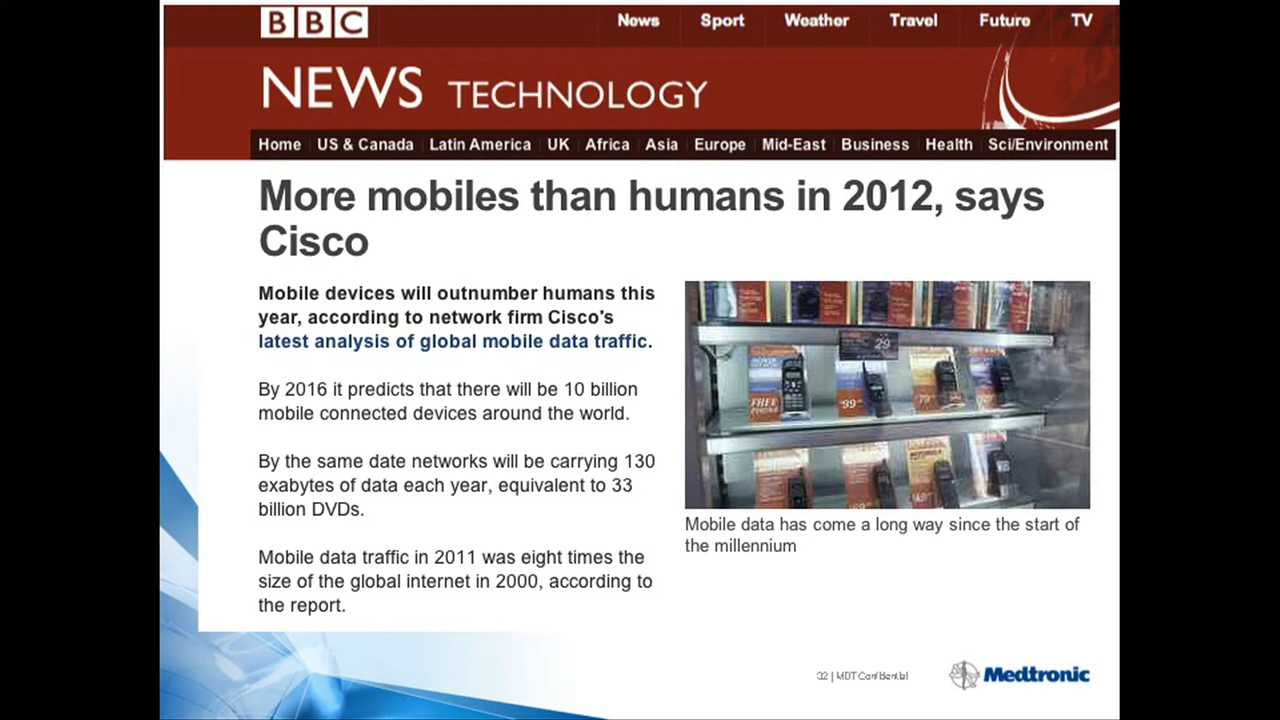 BBC
News Sport Weather Travel Future TV
NEWS TECHNOLOGY
Home US & Canada Latin America UK Africa Asia Europe Mid-East Business Health Sci/Environment
More mobiles than humans in 2012, says
Cisco
Mobile devices will outnumber humans this
year, according to network firm Cisco's
latest analysis of global mobile data traffic.
By 2016 it predicts that there will be 10 billion
mobile connected devices around the world.
By the same date networks will be carrying 130
exabytes of data each year, equivalent to 33
billion DVDs.
Mobile data traffic in 2011 was eight times the
size of the global internet in 2000, according to
the report.
29
FREE
99
Mobile data has come a long way since the start of
the millennium
32 | MDT Confidential
Medtronic